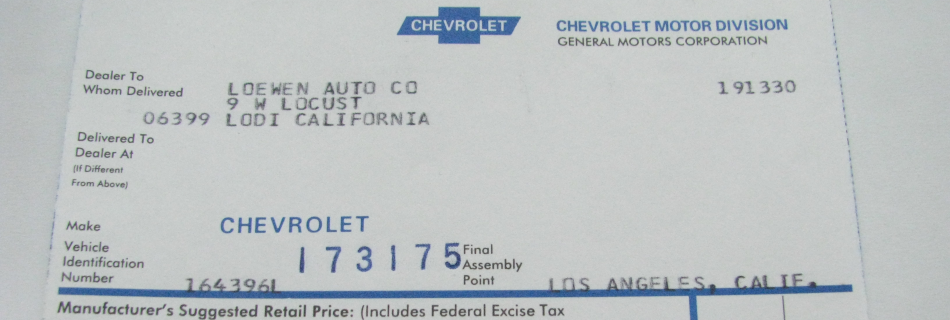 CHEVROLET
CHEVROLET MOTOR DIVISION
GENERAL MOTORS CORPORATION
Dealer To
Whom Delivered LOEWEN AUTO CO 191330
9 W LOCUST
06399 LODI CALIFORNIA
Delivered To
Dealer At
(If Different
From Above)
Make CHEVROLET
Vehicle
Identification
Number 164396L 173175
Final
Assembly
Point LOS ANGELES, CALIF.
Manufacturer's Suggested Retail Price: (Includes Federal Excise Tax